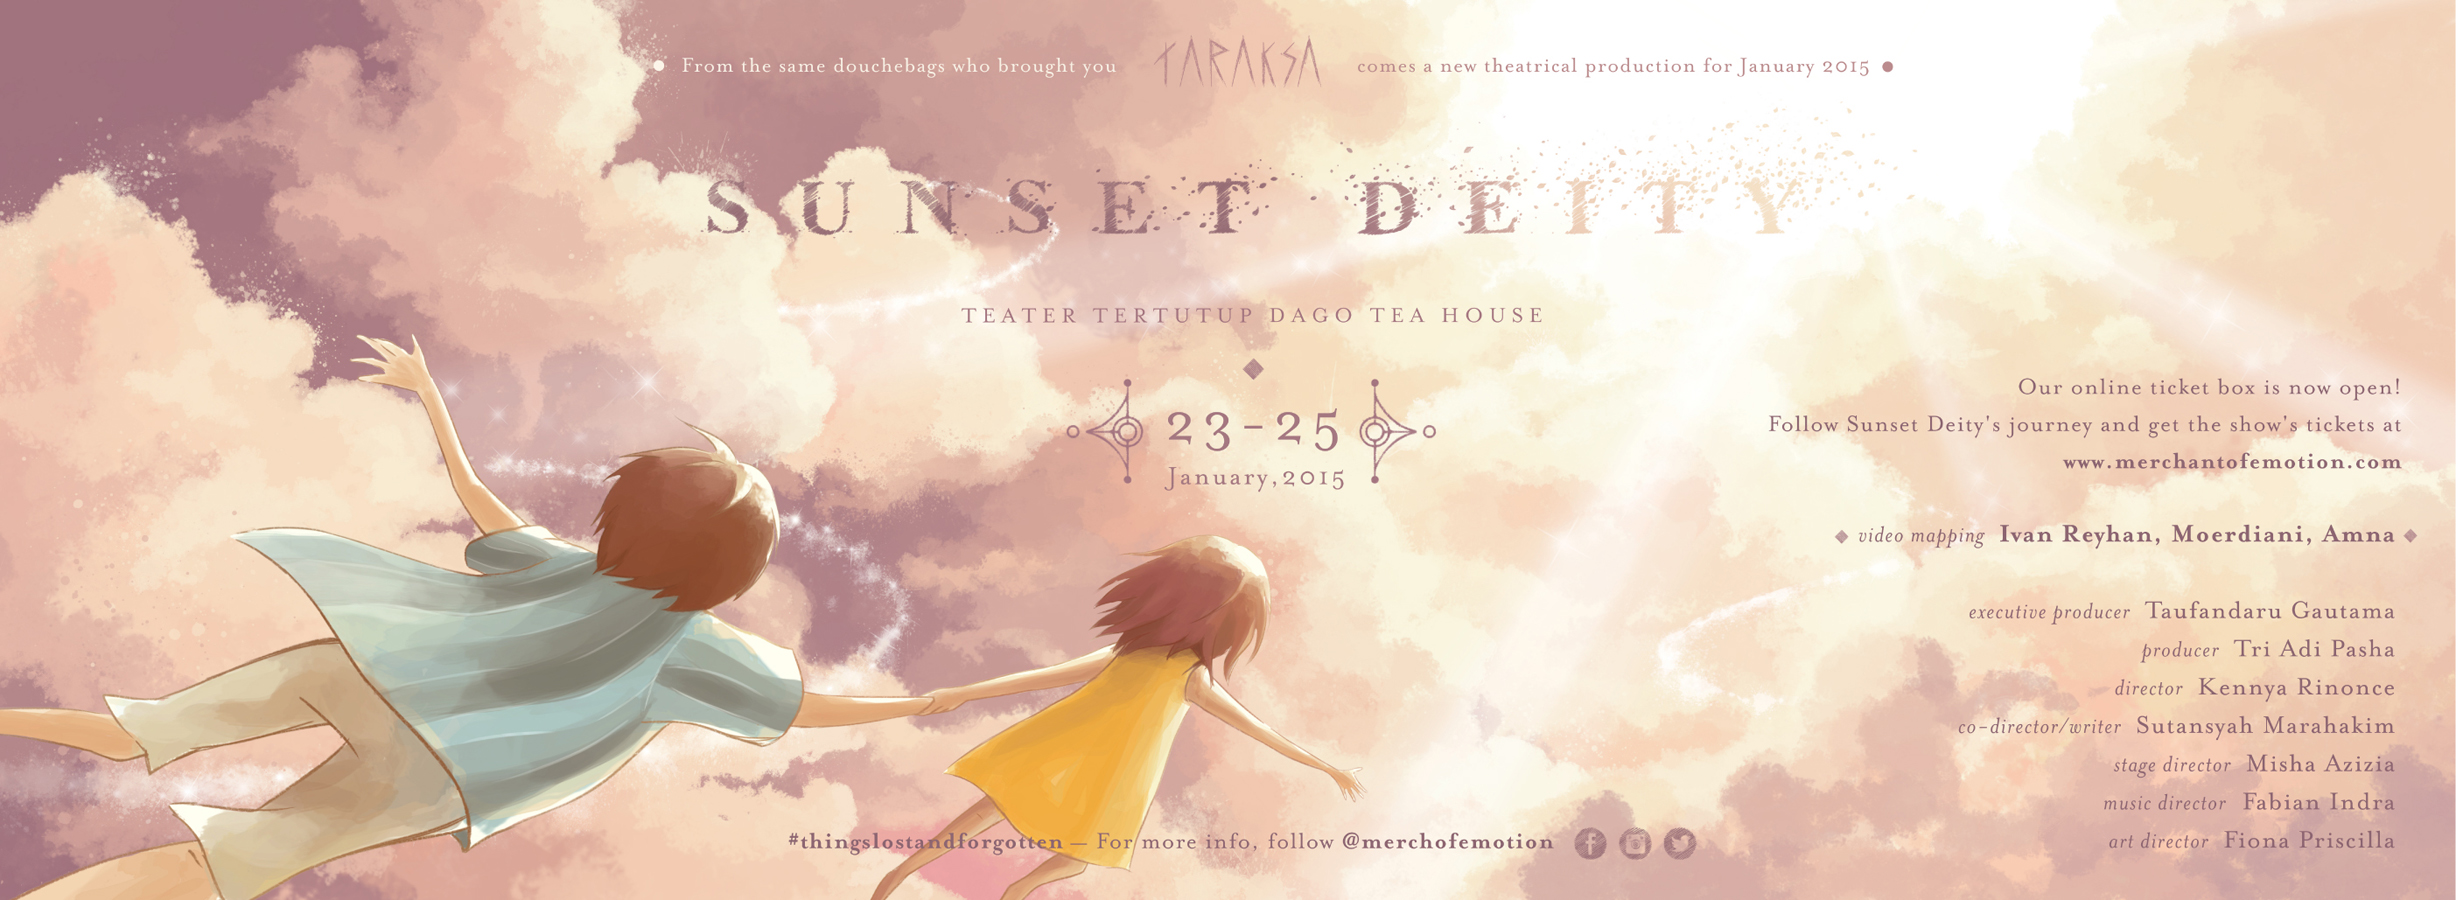 From the same douchebags who brought you TARAKSA comes a new theatrical production for January 2015
SUNSET DEITY
TEATER TERTUTUP DAGO TEA HOUSE
23-25
January, 2015
Our online ticket box is now open!
Follow Sunset Deity's journey and get the show's tickets at
www.merchantofemotion.com
video mapping Ivan Reyhan, Moerdiani, Amna
executive producer Taufandaru Gautama
producer Tri Adi Pasha
director Kennya Rinonce
co-director/writer Sutansyah Marahakim
stage director Misha Azizia
music director Fabian Indra
art director Fiona Priscilla
#thingslostandforgotten — For more info, follow @merchofemotion